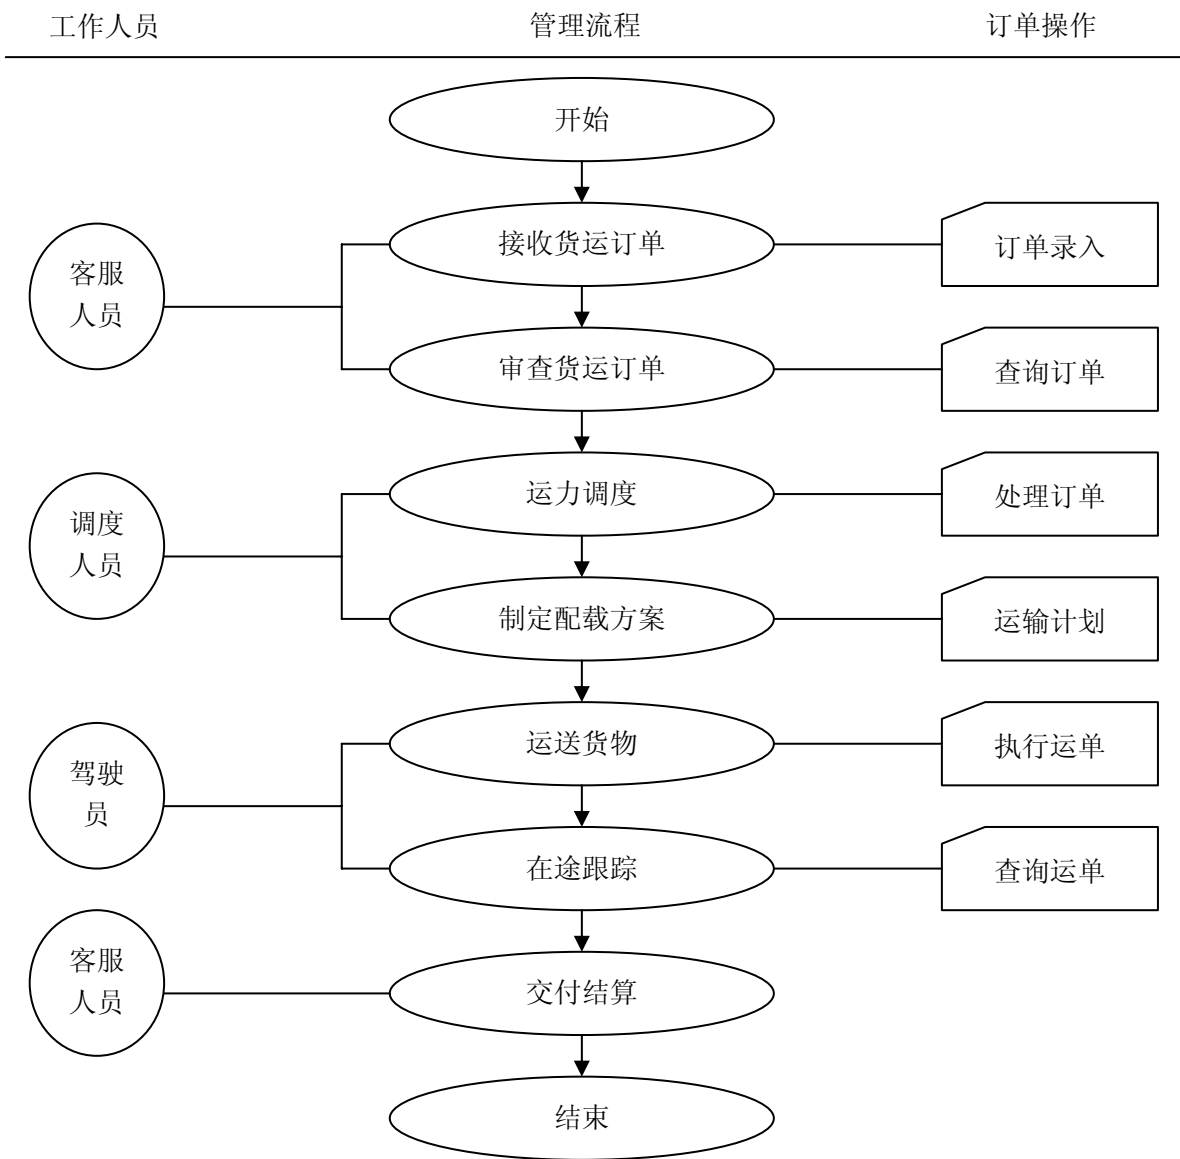 工作人员
管理流程
订单操作
开始
接收货运订单
订单录入
客服
人员
审查货运订单
查询订单
运力调度
处理订单
调度
人员
制定配载方案
运输计划
运送货物
执行运单
驾驶
员
在途跟踪
查询运单
客服
人员
交付结算
结束